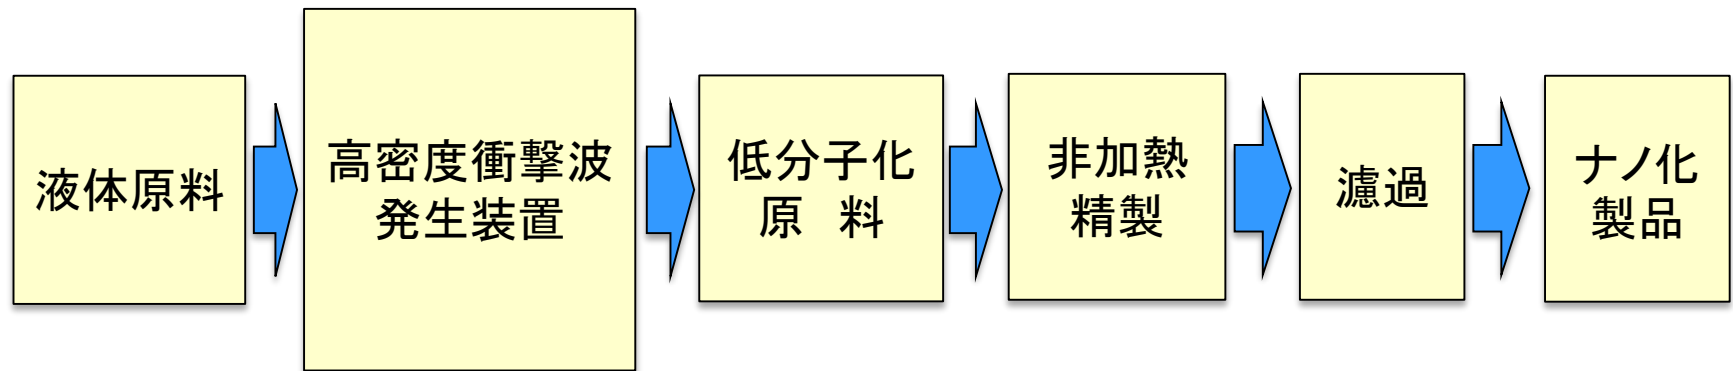 液体原料
高密度衝撃波
発生装置
低分子化
原　料
非加熱
精製
濾過
ナノ化
製品